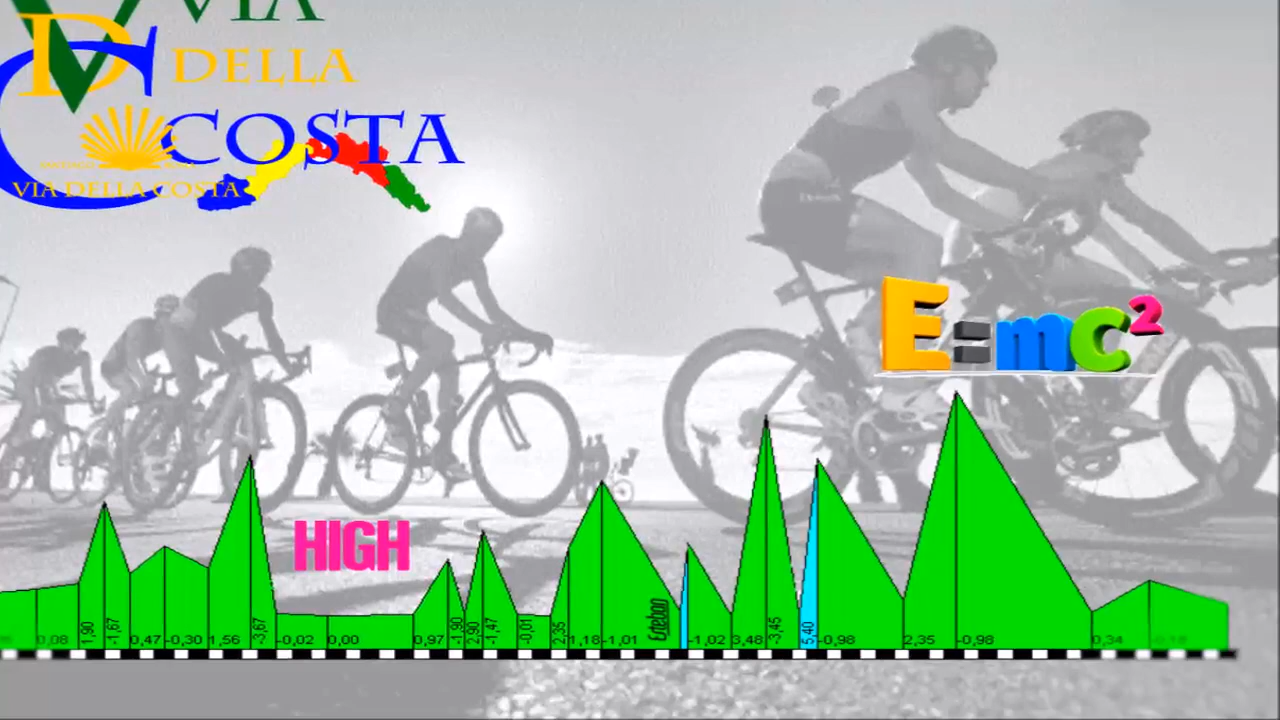 VIA
DELLA
COSTA
VIA DELLA COSTA
E=mc²
HIGH
Esteban
0,08 1,90 -1,67 0,47 -0,30 1,56 -3,67 -0,02 0,00 0,97 -1,90 2,90 -1,47 -0,01 2,35 1,18 -1,01 -1,02 3,48 -3,45 5,40 -0,98 2,35 -0,98 0,34